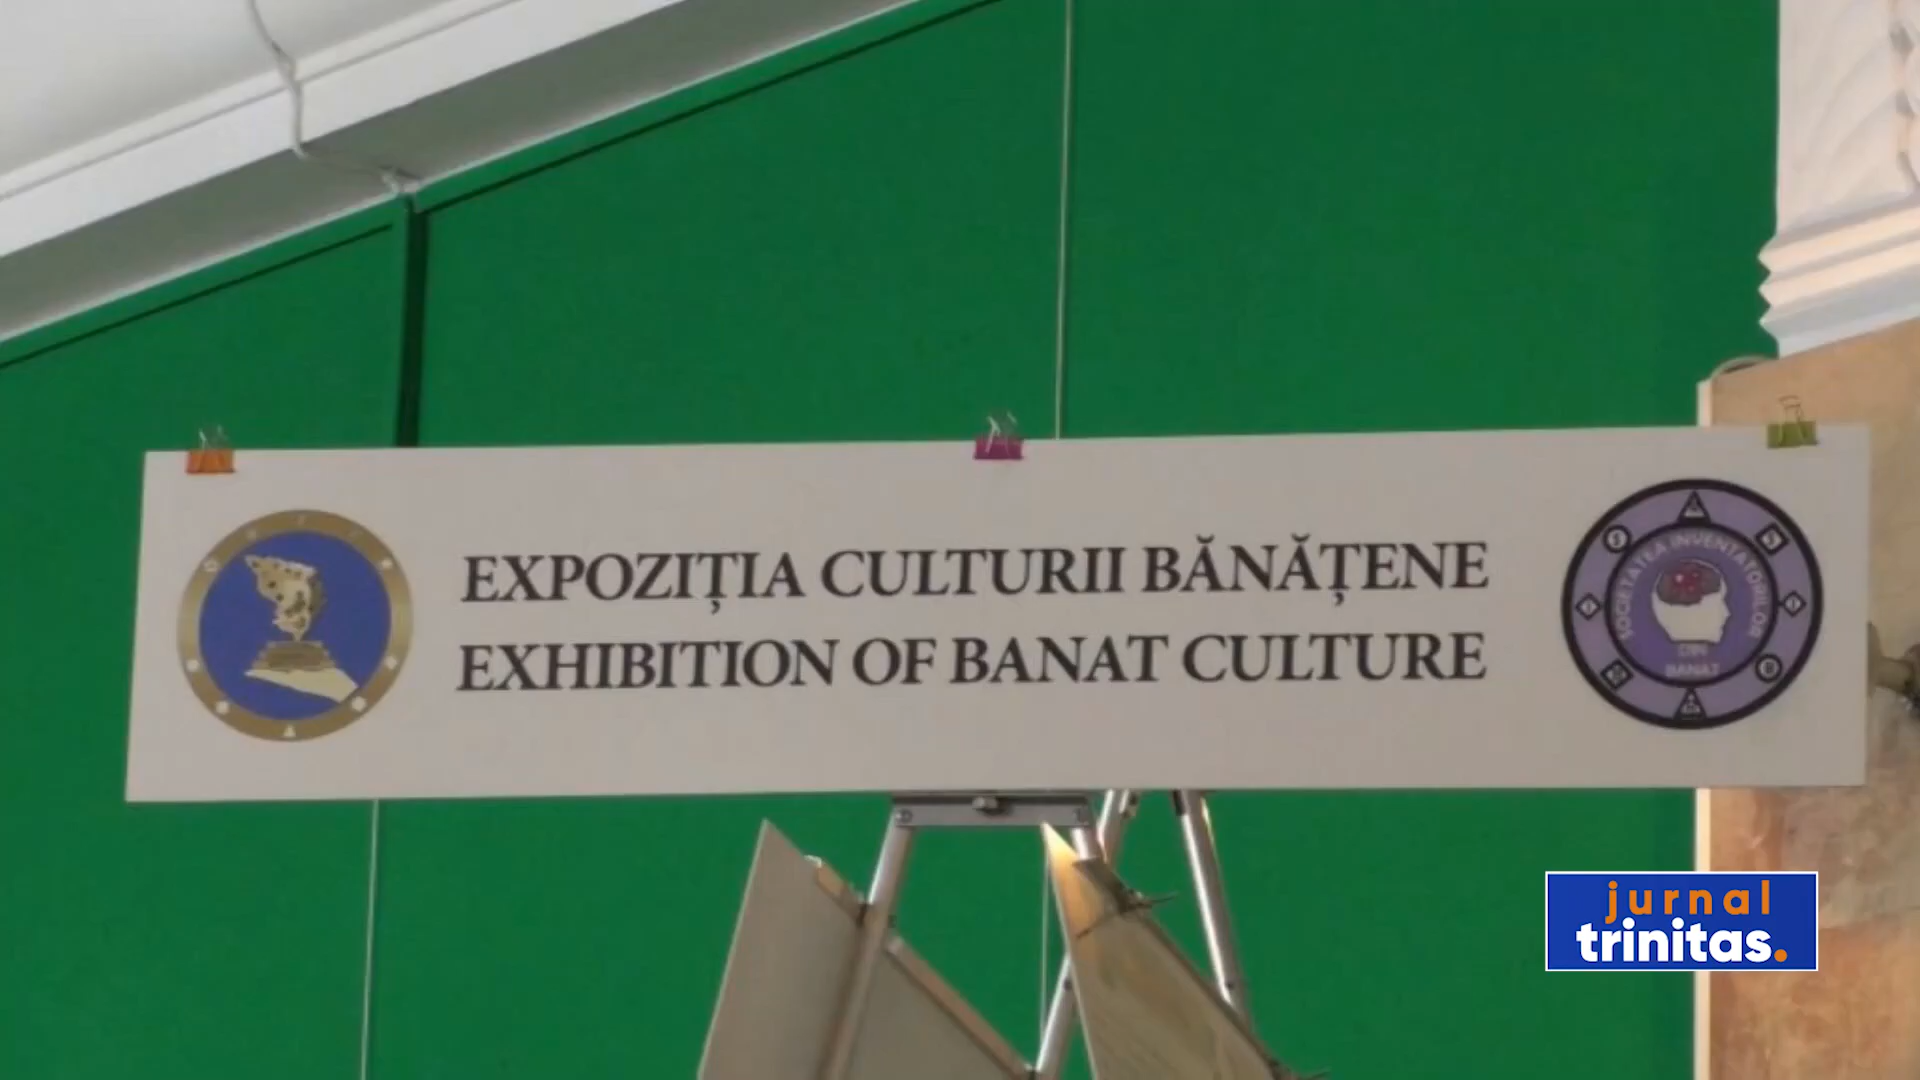 EXPOZIȚIA CULTURII BĂNĂȚENE
EXHIBITION OF BANAT CULTURE
SOCIETATEA INVENTATORILOR
DIN
BANAT
jurnal
trinitas.